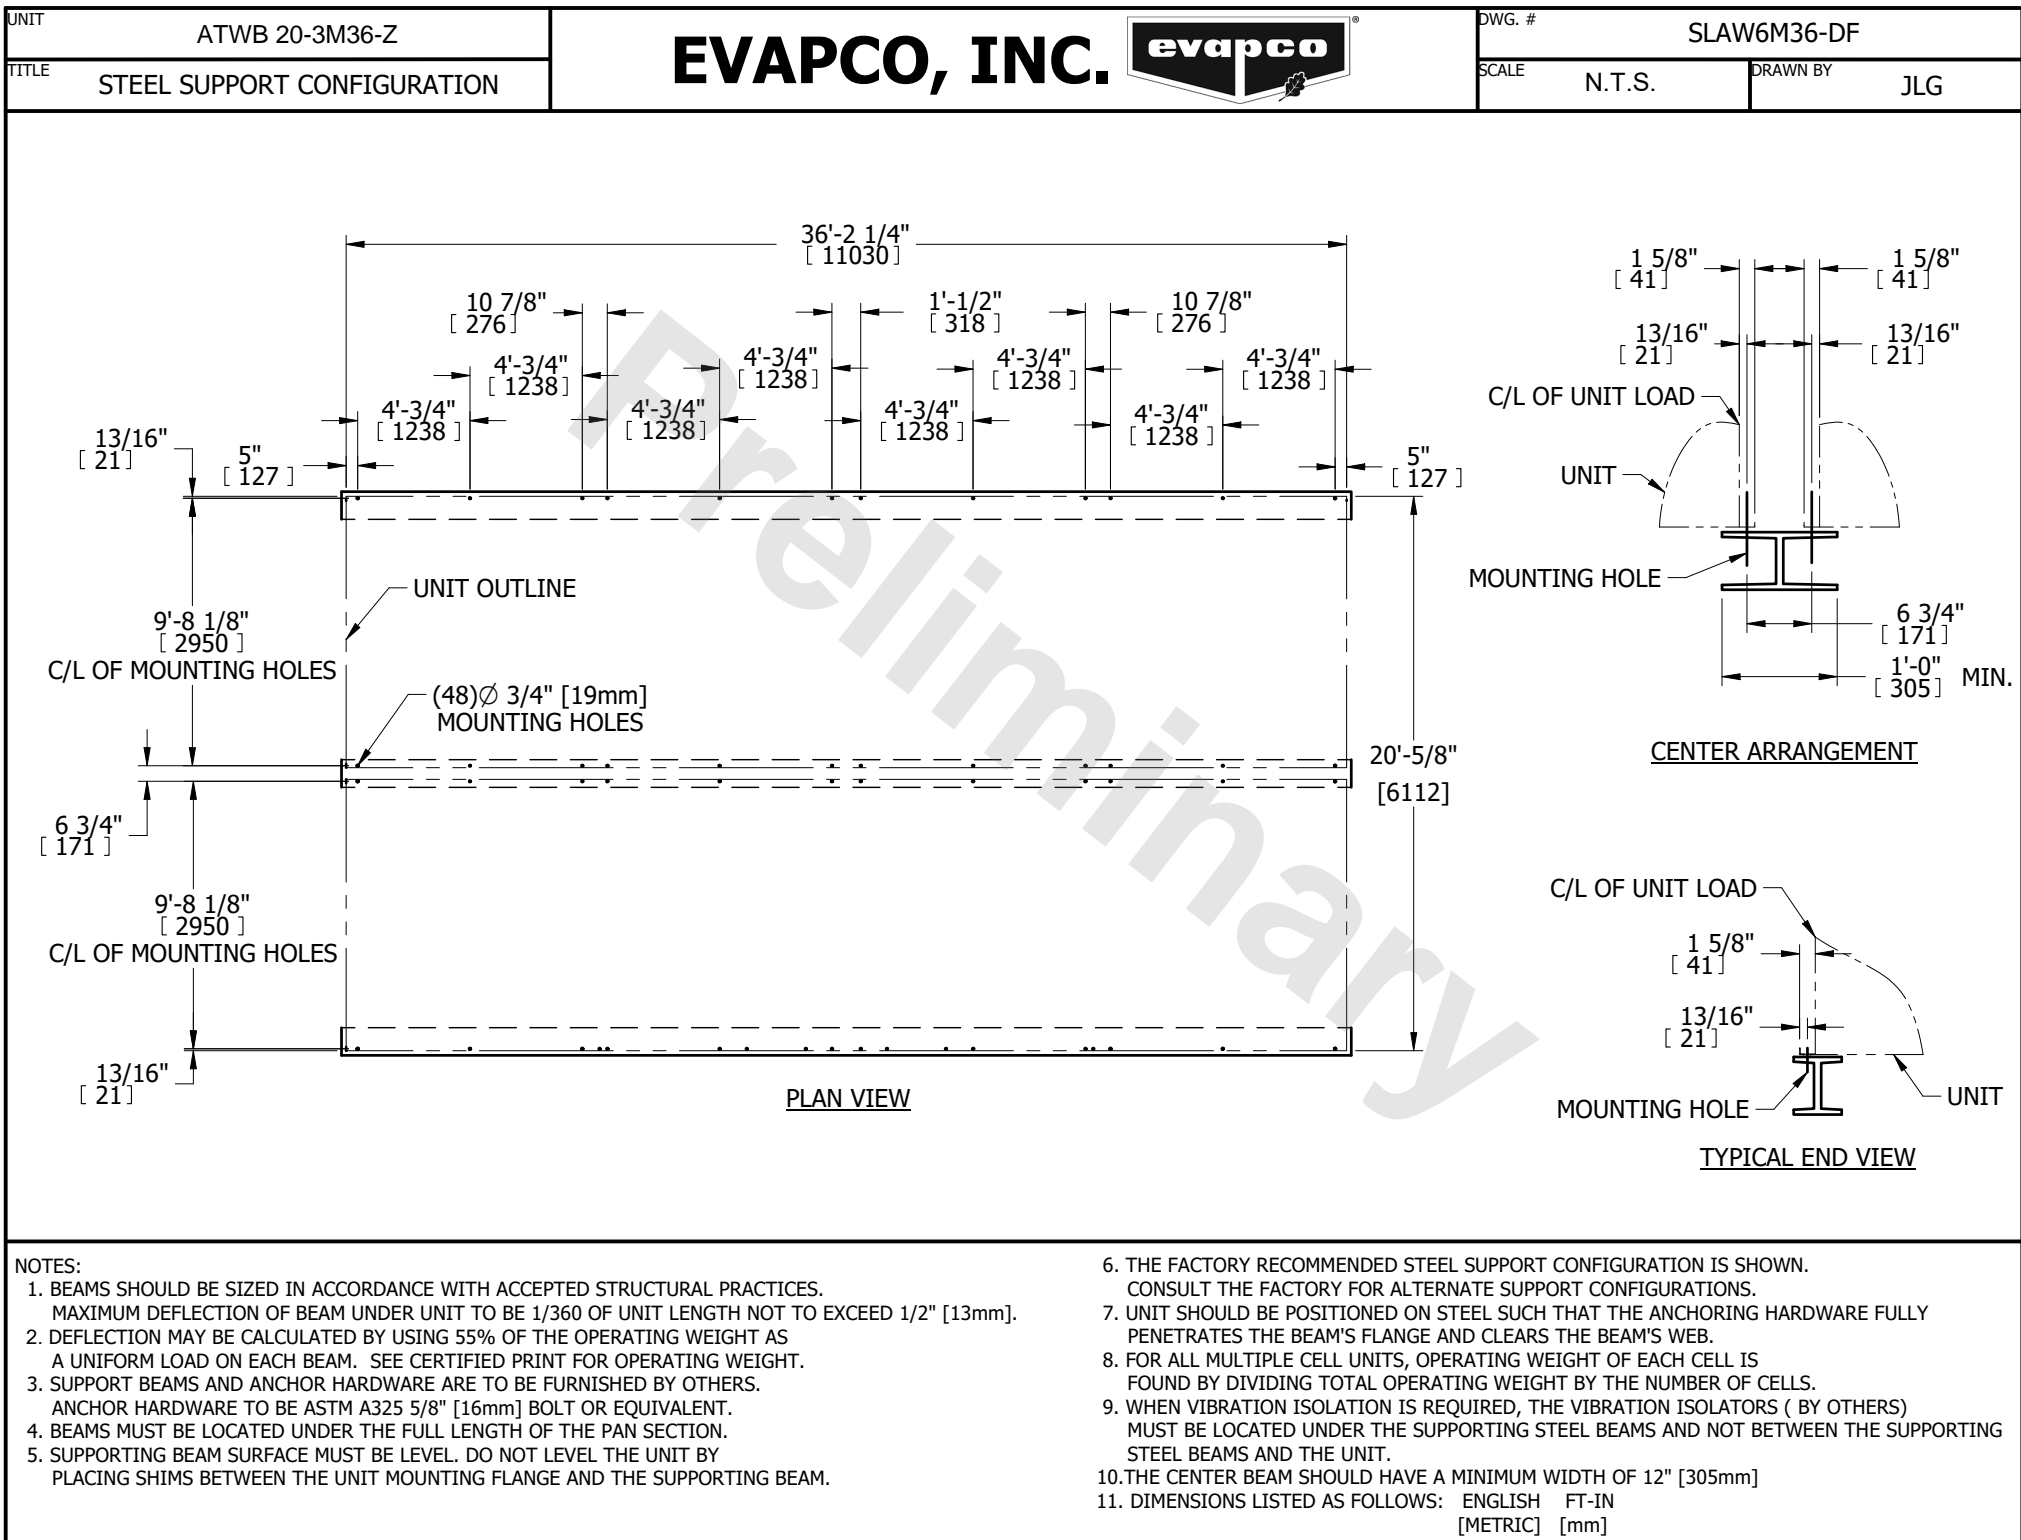 UNIT
ATWB 20-3M36-Z
TITLE
STEEL SUPPORT CONFIGURATION
EVAPCO, INC.
evapco
®
DWG. #
SLAW6M36-DF
SCALE
N.T.S.
DRAWN BY
JLG
36'-2 1/4"
[ 11030]
10 7/8"
[ 276]
1'-1/2"
[ 318 ]
10 7/8"
[ 276 ]
4'-3/4"
[ 1238]
4'-3/4"
[ 1238]
4'-3/4"
[ 1238]
4'-3/4"
[ 1238]
4'-3/4"
[ 1238 ]
4'-3/4"
[ 1238]
4'-3/4"
[ 1238]
4'-3/4"
[ 1238]
13/16"
[ 21]
5"
[ 127 ]
5"
[ 127 ]
UNIT OUTLINE
9'-8 1/8"
[ 2950 ]
C/L OF MOUNTING HOLES
(48)Ø 3/4" [19mm]
MOUNTING HOLES
6 3/4"
[ 171 ]
20'-5/8"
[6112]
9'-8 1/8"
[ 2950 ]
C/L OF MOUNTING HOLES
13/16"
[ 21]
PLAN VIEW
Preliminary
1 5/8"
[ 41]
1 5/8"
[ 41]
13/16"
[ 21]
13/16"
[ 21]
C/L OF UNIT LOAD
UNIT
MOUNTING HOLE
6 3/4"
[ 171]
1'-0"
[ 305] MIN.
CENTER ARRANGEMENT
C/L OF UNIT LOAD
1 5/8"
[ 41]
13/16"
[ 21]
MOUNTING HOLE
UNIT
TYPICAL END VIEW
NOTES:
1. BEAMS SHOULD BE SIZED IN ACCORDANCE WITH ACCEPTED STRUCTURAL PRACTICES.
MAXIMUM DEFLECTION OF BEAM UNDER UNIT TO BE 1/360 OF UNIT LENGTH NOT TO EXCEED 1/2" [13mm].
2. DEFLECTION MAY BE CALCULATED BY USING 55% OF THE OPERATING WEIGHT AS
A UNIFORM LOAD ON EACH BEAM. SEE CERTIFIED PRINT FOR OPERATING WEIGHT.
3. SUPPORT BEAMS AND ANCHOR HARDWARE ARE TO BE FURNISHED BY OTHERS.
ANCHOR HARDWARE TO BE ASTM A325 5/8" [16mm] BOLT OR EQUIVALENT.
4. BEAMS MUST BE LOCATED UNDER THE FULL LENGTH OF THE PAN SECTION.
5. SUPPORTING BEAM SURFACE MUST BE LEVEL. DO NOT LEVEL THE UNIT BY
PLACING SHIMS BETWEEN THE UNIT MOUNTING FLANGE AND THE SUPPORTING BEAM.
6. THE FACTORY RECOMMENDED STEEL SUPPORT CONFIGURATION IS SHOWN.
CONSULT THE FACTORY FOR ALTERNATE SUPPORT CONFIGURATIONS.
7. UNIT SHOULD BE POSITIONED ON STEEL SUCH THAT THE ANCHORING HARDWARE FULLY
PENETRATES THE BEAM'S FLANGE AND CLEARS THE BEAM'S WEB.
8. FOR ALL MULTIPLE CELL UNITS, OPERATING WEIGHT OF EACH CELL IS
FOUND BY DIVIDING TOTAL OPERATING WEIGHT BY THE NUMBER OF CELLS.
9. WHEN VIBRATION ISOLATION IS REQUIRED, THE VIBRATION ISOLATORS ( BY OTHERS)
MUST BE LOCATED UNDER THE SUPPORTING STEEL BEAMS AND NOT BETWEEN THE SUPPORTING
STEEL BEAMS AND THE UNIT.
10.THE CENTER BEAM SHOULD HAVE A MINIMUM WIDTH OF 12" [305mm]
11. DIMENSIONS LISTED AS FOLLOWS: ENGLISH FT-IN
[METRIC] [mm]